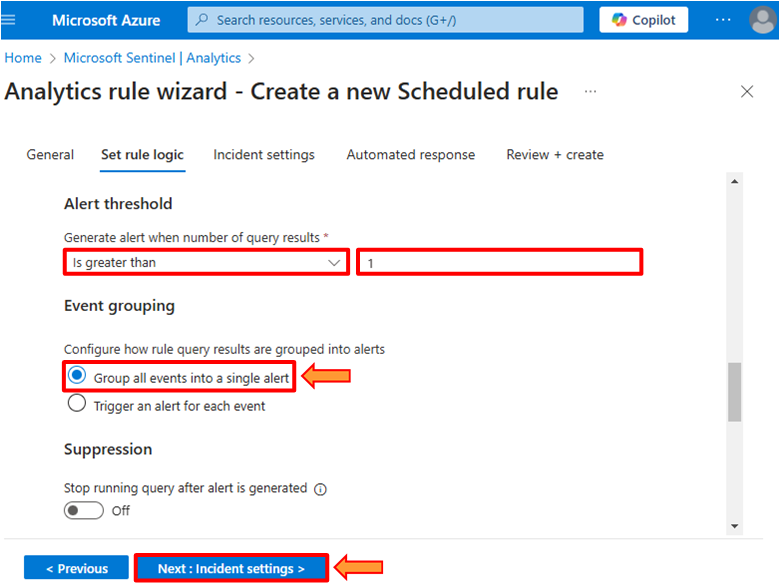 Microsoft Azure
Search resources, services, and docs (G+/)
Copilot
...
Home > Microsoft Sentinel | Analytics >
Analytics rule wizard - Create a new Scheduled rule ...
General
Set rule logic
Incident settings
Automated response
Review + create
Alert threshold
Generate alert when number of query results *
Is greater than
1
Event grouping
Configure how rule query results are grouped into alerts
Group all events into a single alert
Trigger an alert for each event
Suppression
Stop running query after alert is generated
Off
< Previous
Next : Incident settings >